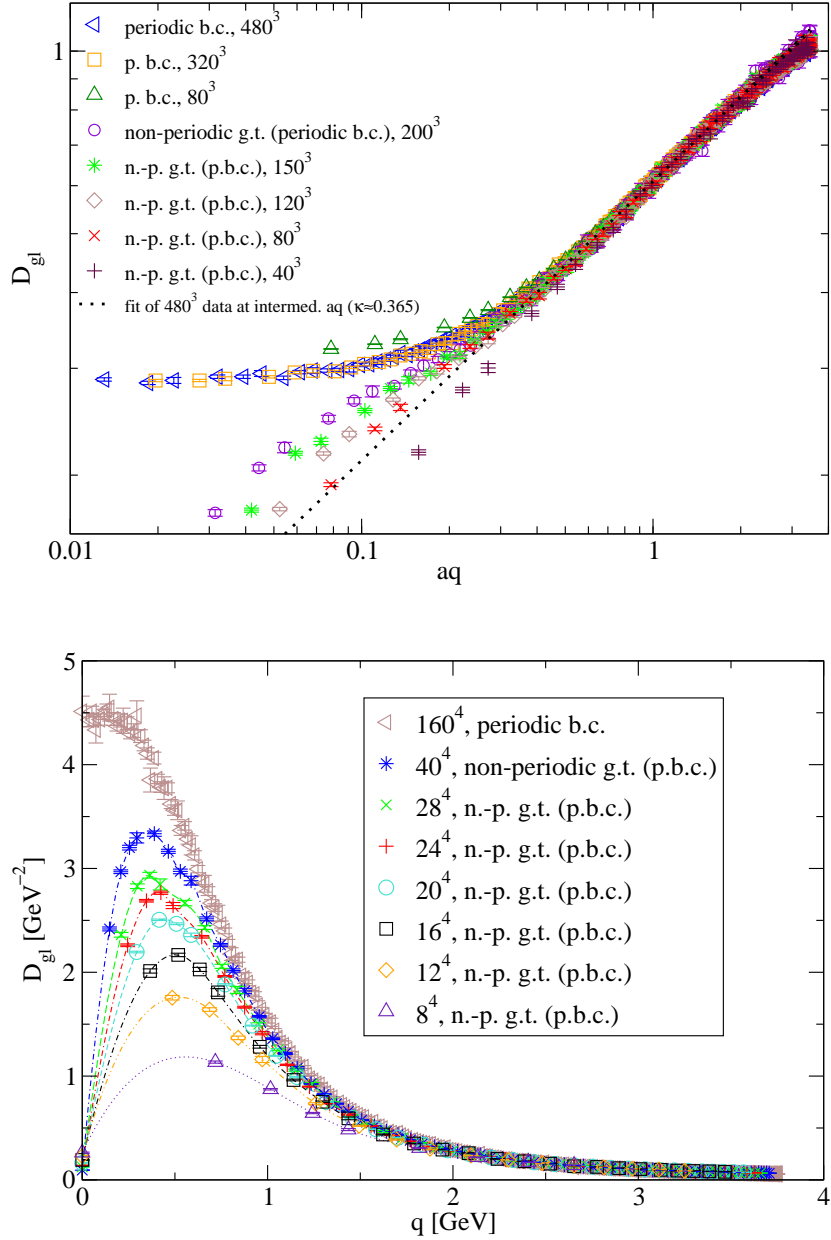 1
D_gl
periodic b.c., 480^3
p. b.c., 320^3
p. b.c., 80^3
non-periodic g.t. (periodic b.c.), 200^3
n.-p. g.t. (p.b.c.), 150^3
n.-p. g.t. (p.b.c.), 120^3
n.-p. g.t. (p.b.c.), 80^3
n.-p. g.t. (p.b.c.), 40^3
fit of 480^3 data at intermed. aq (κ≈0.365)
0.01 0.1 1
aq
5
4
3
2
1
0
D_gl [GeV^-2]
160^4, periodic b.c.
40^4, non-periodic g.t. (p.b.c.)
28^4, n.-p. g.t. (p.b.c.)
24^4, n.-p. g.t. (p.b.c.)
20^4, n.-p. g.t. (p.b.c.)
16^4, n.-p. g.t. (p.b.c.)
12^4, n.-p. g.t. (p.b.c.)
8^4, n.-p. g.t. (p.b.c.)
0 1 2 3 4
q [GeV]